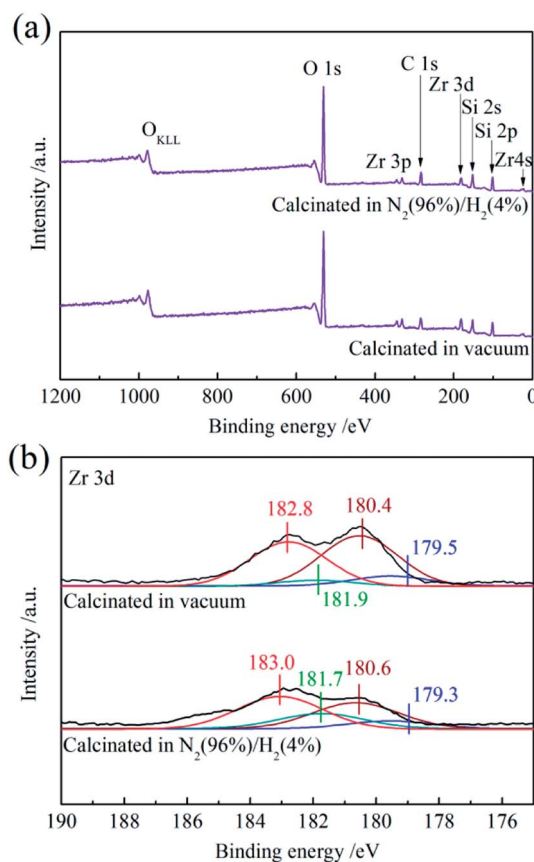 (a)
O 1s
C 1s
Zr 3d
Si 2s
O_KLL
Si 2p
Zr 3p
Zr4s
Calcinated in N₂(96%)/H₂(4%)
Calcinated in vacuum
Intensity /a.u.
1200 1000 800 600 400 200 0
Binding energy /eV
(b)
Zr 3d
182.8 180.4
179.5
181.9
Calcinated in vacuum
183.0 181.7 180.6
179.3
Calcinated in N₂(96%)/H₂(4%)
Intensity /a.u.
190 188 186 184 182 180 178 176
Binding energy /eV